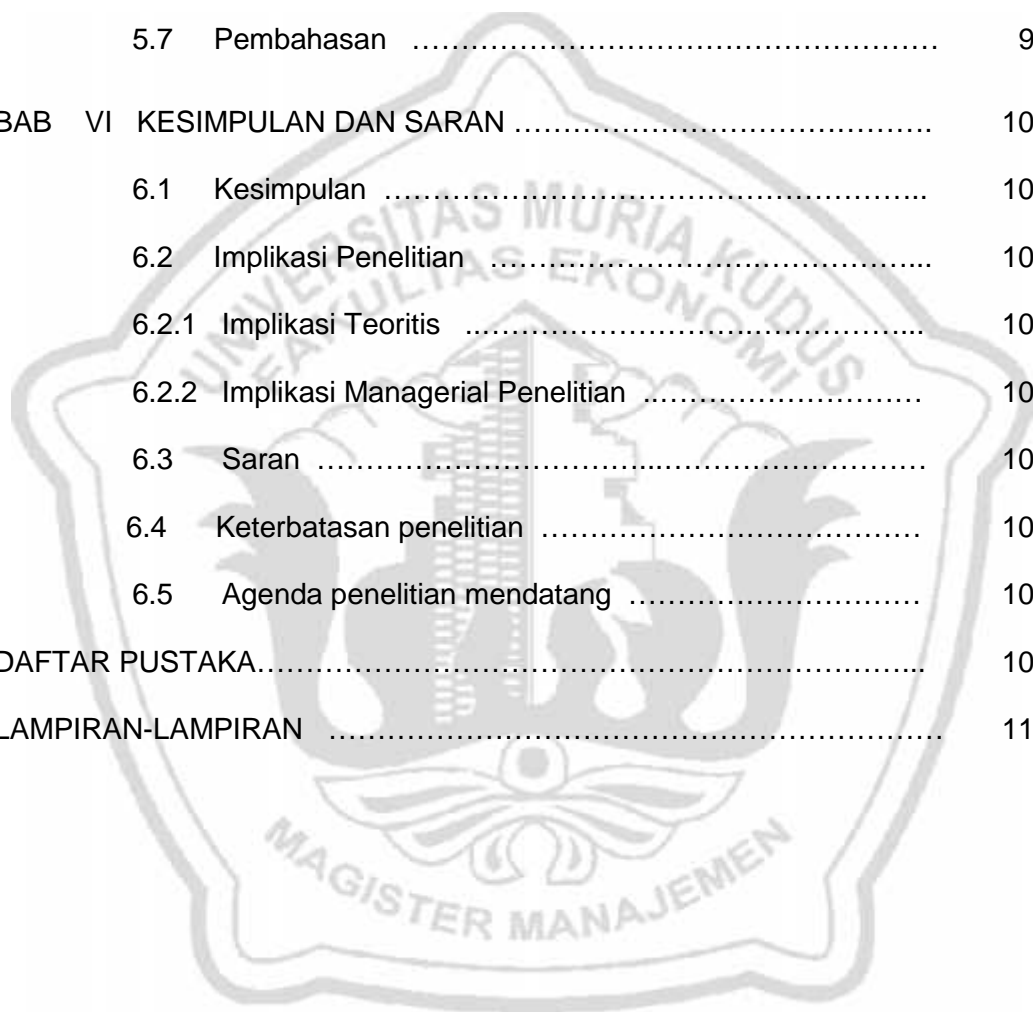 5.7 Pembahasan ……………………………………………… 9
BAB VI KESIMPULAN DAN SARAN ……………………………………. 10
6.1 Kesimpulan ……………………………………………….. 10
6.2 Implikasi Penelitian ……………………………………... 10
6.2.1 Implikasi Teoritis ..……………………………………... 10
6.2.2 Implikasi Managerial Penelitian .……………………… 10
6.3 Saran ……………………………..……………………… 10
6.4 Keterbatasan penelitian ………………………………… 10
6.5 Agenda penelitian mendatang ………………………… 10
DAFTAR PUSTAKA………………………………………………………….. 10
LAMPIRAN-LAMPIRAN ……………………………………………………… 11
UNIVERSITAS MURIA KUDUS
FAKULTAS EKONOMI
MAGISTER MANAJEMEN